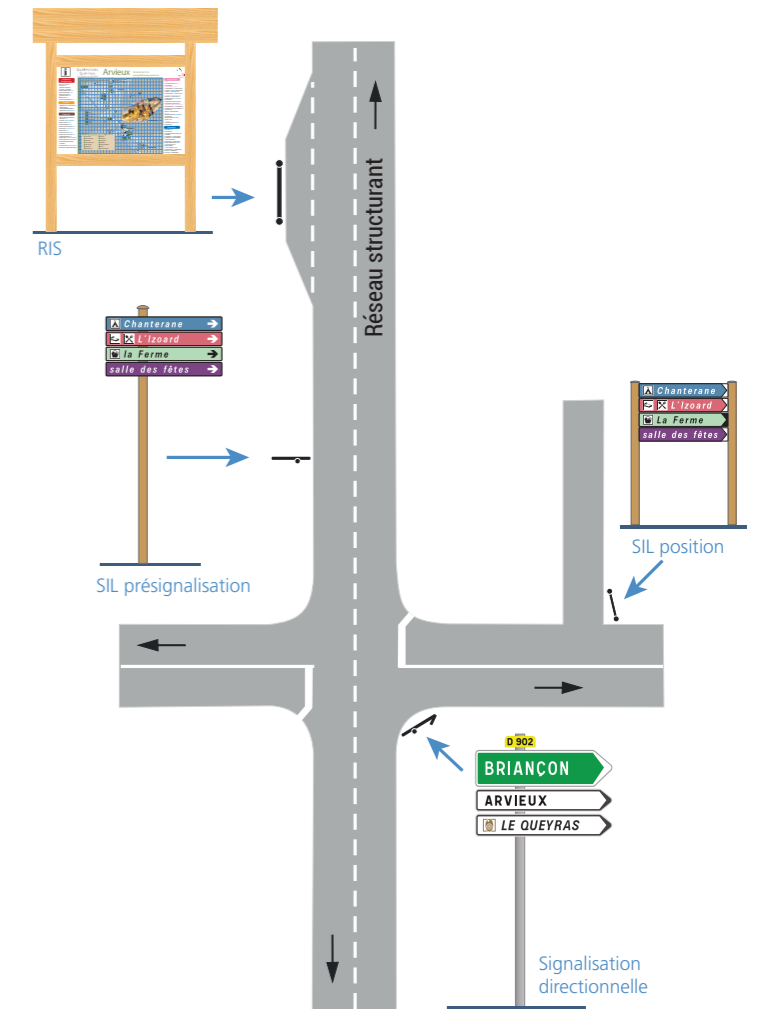 i
Arvieux
RIS
Réseau structurant
Chanterane
L'Izoard
la Ferme
salle des fêtes
SIL présignalisation
Chanterane
L'Izoard
La Ferme
salle des fêtes
SIL position
D 902
BRIANÇON
ARVIEUX
LE QUEYRAS
Signalisation
directionnelle